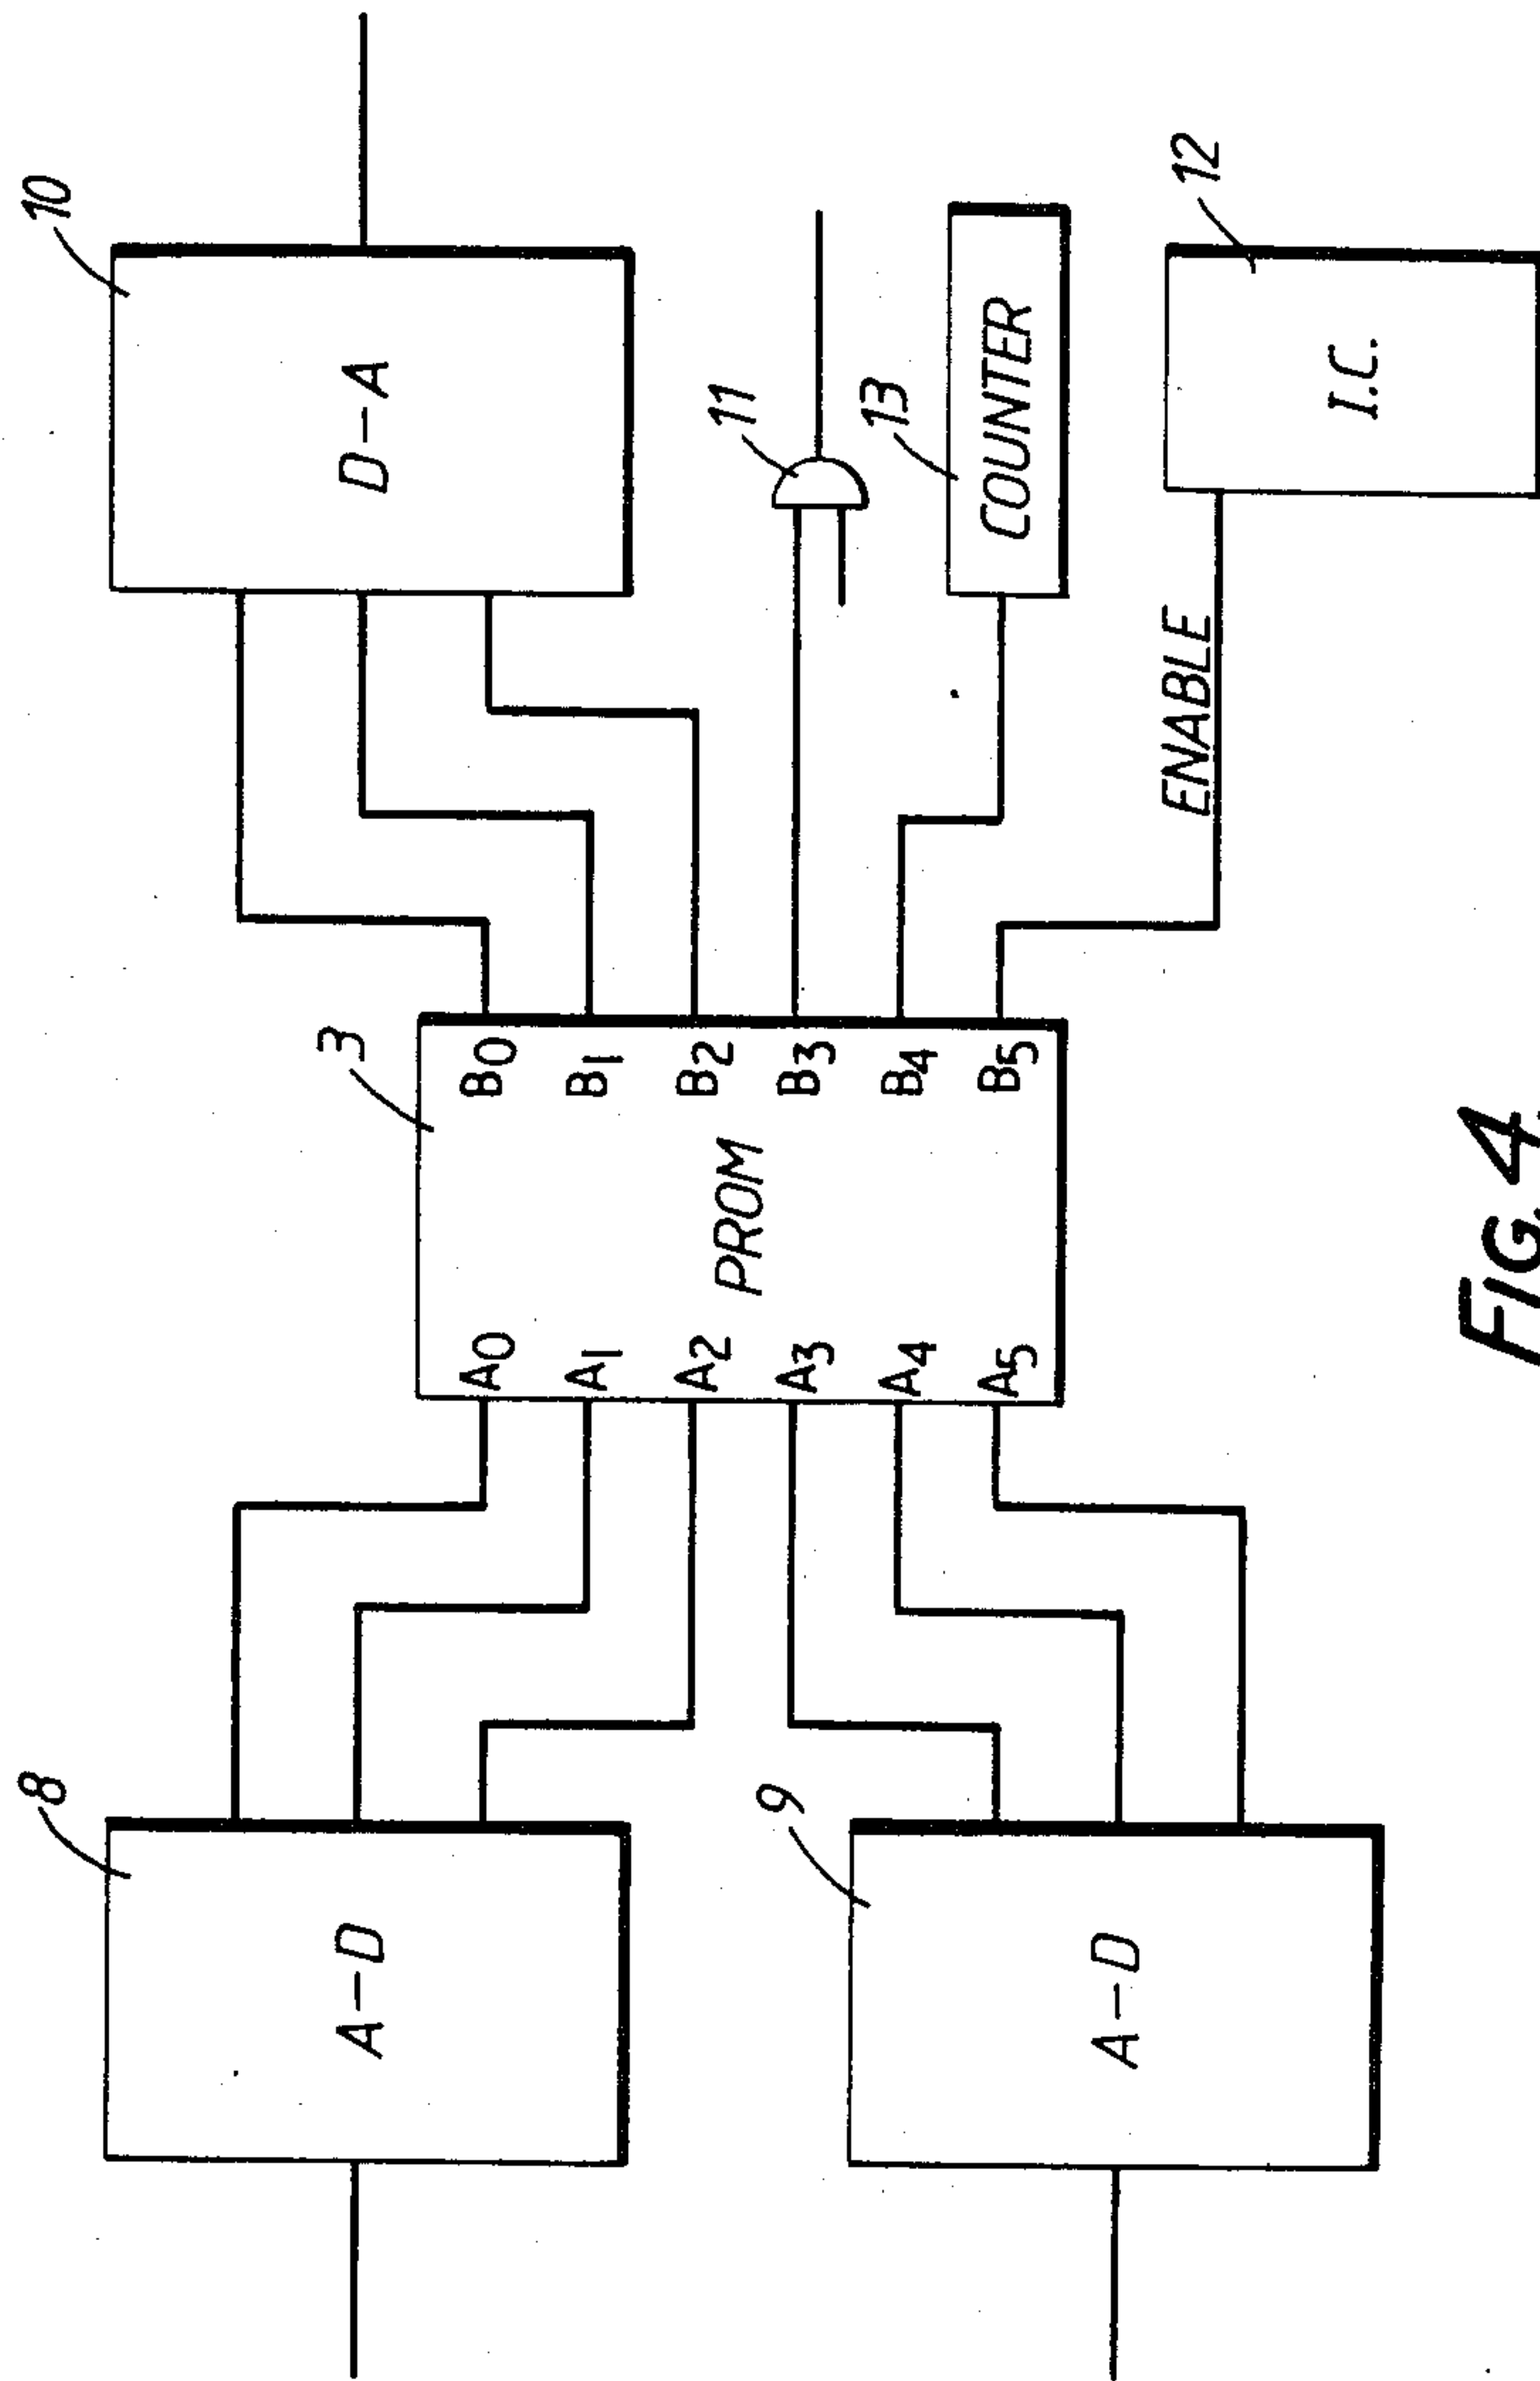 8
A-D
9
A-D
3
A0
A1
A2
A3
A4
A5
PROM
B0
B1
B2
B3
B4
B5
10
D-A
11
13
COUNTER
ENABLE
12
I.C.
FIG. 4.